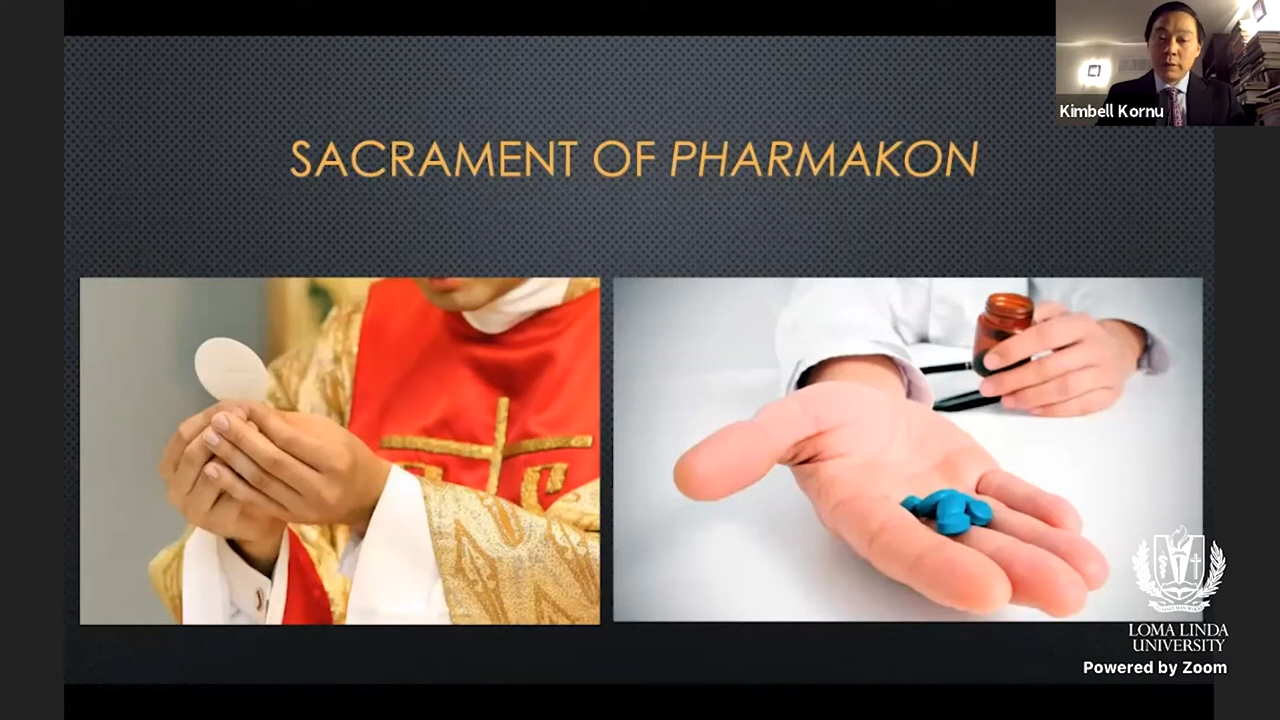 Kimbell Kornu
SACRAMENT OF PHARMAKON
LOMA LINDA
UNIVERSITY
Powered by Zoom